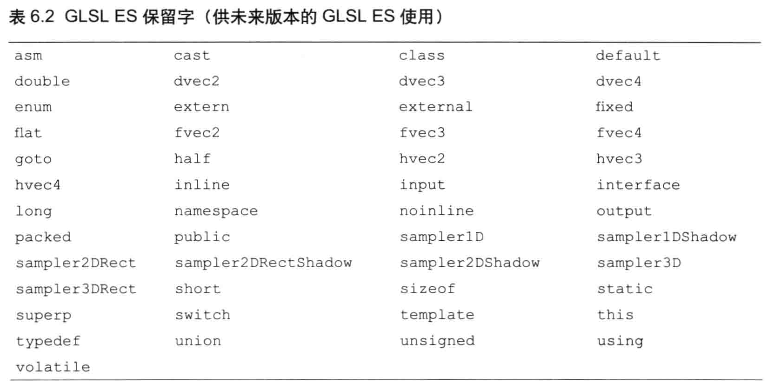 表 6.2 GLSL ES 保留字（供未来版本的 GLSL ES 使用）
asm cast class default
double dvec2 dvec3 dvec4
enum extern external fixed
flat fvec2 fvec3 fvec4
goto half hvec2 hvec3
hvec4 inline input interface
long namespace noinline output
packed public sampler1D sampler1DShadow
sampler2DRect sampler2DRectShadow sampler2DShadow sampler3D
sampler3DRect short sizeof static
superp switch template this
typedef union unsigned using
volatile